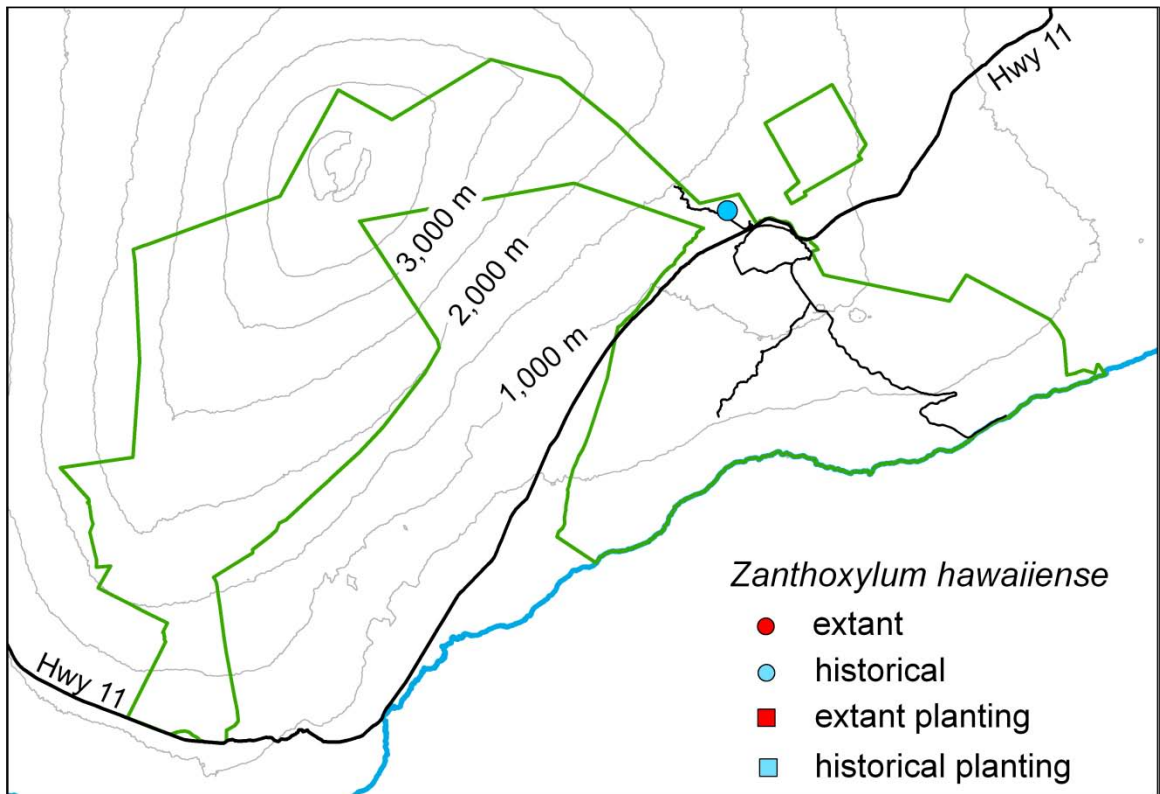 Hwy 11
3,000 m
2,000 m
1,000 m
Hwy 11
Zanthoxylum hawaiiense
extant
historical
extant planting
historical planting